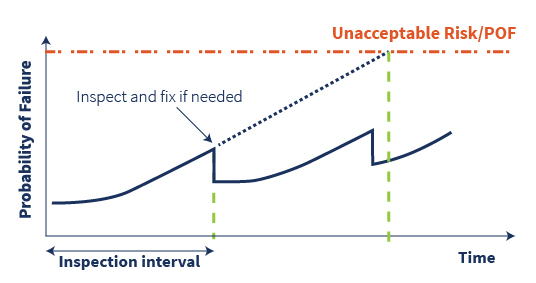 Unacceptable Risk/POF
Inspect and fix if needed
Probability of Failure
Time
Inspection interval